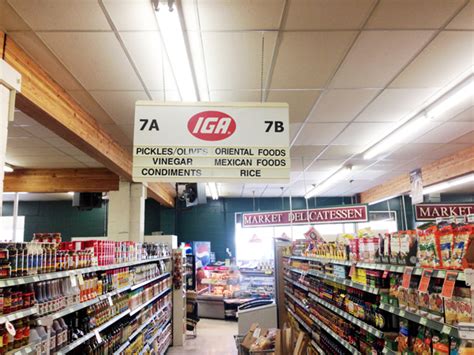 7A IGA 7B
PICKLES/OLIVES ORIENTAL FOODS
VINEGAR MEXICAN FOODS
CONDIMENTS RICE
MARKET DELICATESSEN
MARKET